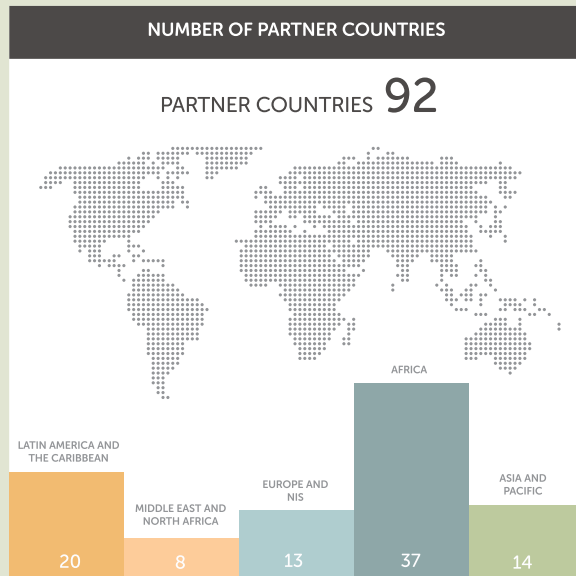 NUMBER OF PARTNER COUNTRIES
PARTNER COUNTRIES 92
AFRICA
LATIN AMERICA AND
THE CARIBBEAN
MIDDLE EAST AND
NORTH AFRICA
EUROPE AND
NIS
ASIA AND
PACIFIC
20
8
13
37
14